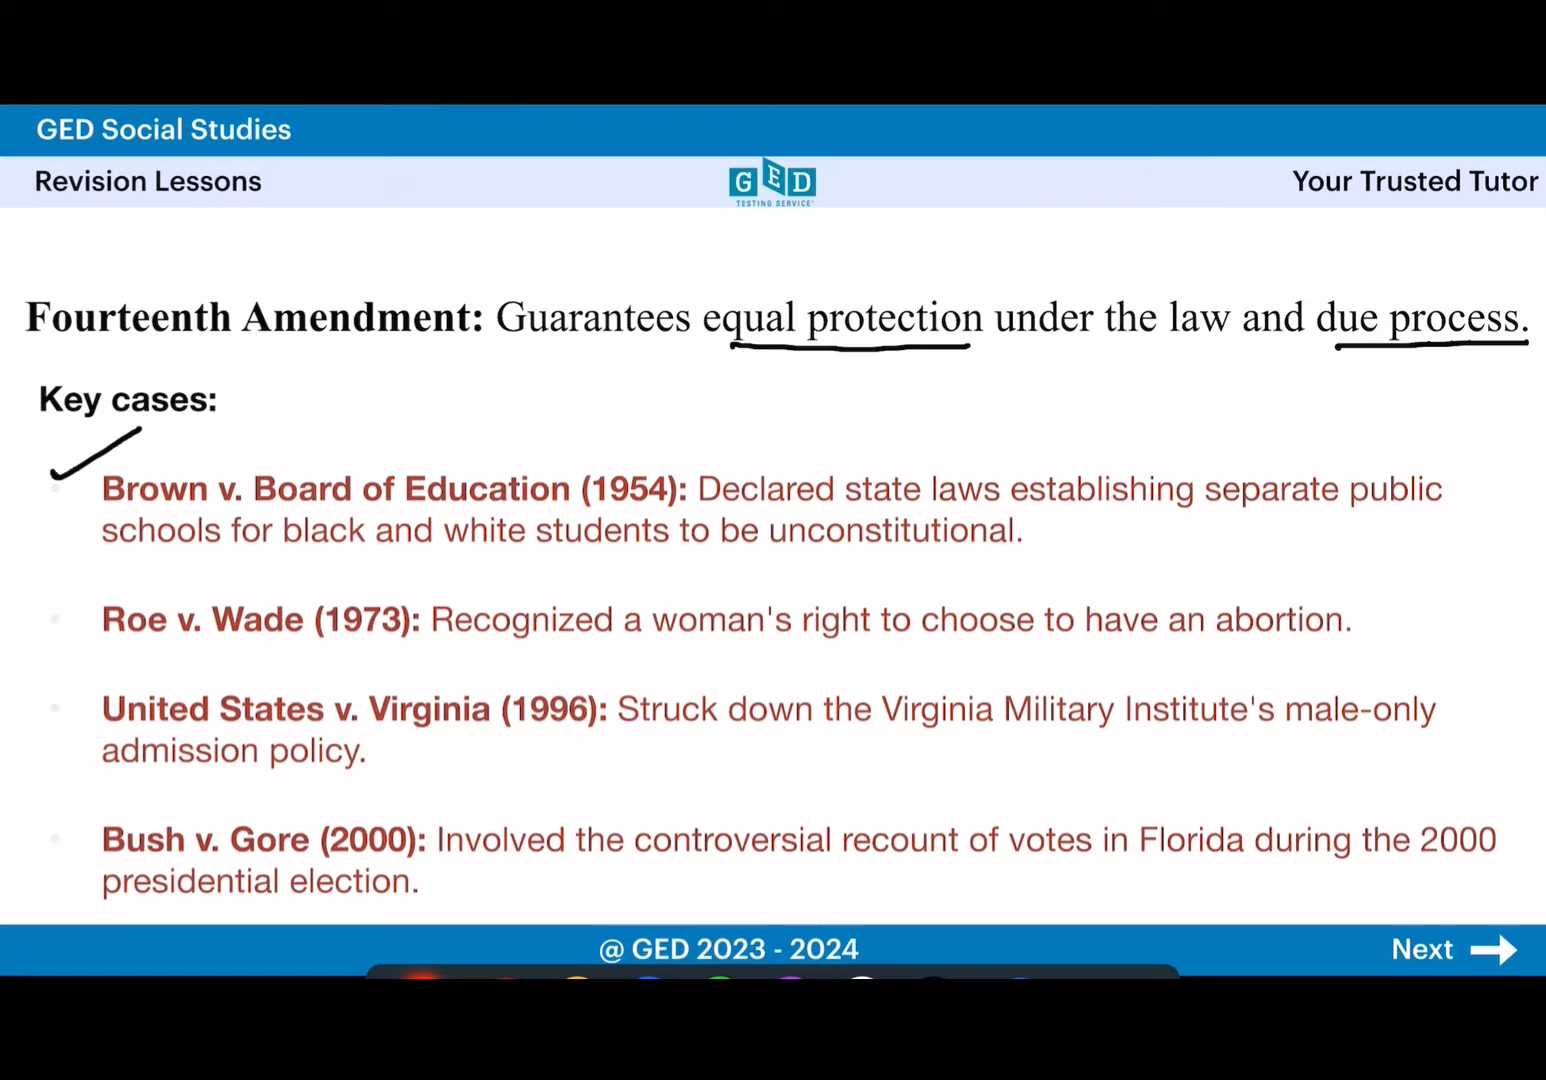 GED Social Studies
Revision Lessons
GED
TESTING SERVICE
Your Trusted Tutor
Fourteenth Amendment: Guarantees equal protection under the law and due process.
Key cases:
Brown v. Board of Education (1954): Declared state laws establishing separate public
schools for black and white students to be unconstitutional.
Roe v. Wade (1973): Recognized a woman's right to choose to have an abortion.
United States v. Virginia (1996): Struck down the Virginia Military Institute's male-only
admission policy.
Bush v. Gore (2000): Involved the controversial recount of votes in Florida during the 2000
presidential election.
@ GED 2023 - 2024
Next